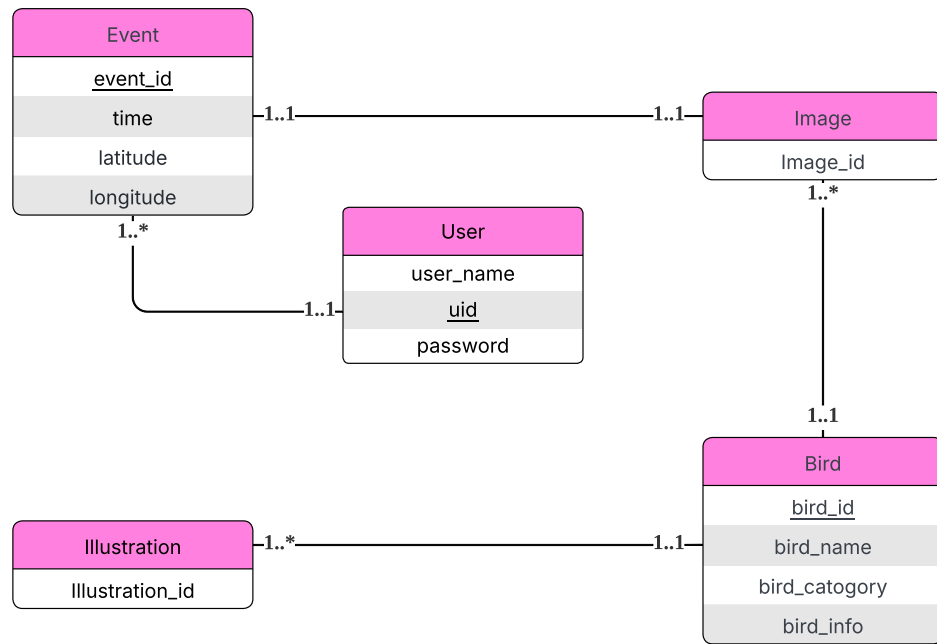 Event
event_id
time
latitude
longitude
1..1
1..1
Image
Image_id
1..*
1..*
1..1
User
user_name
uid
password
1..1
Bird
bird_id
bird_name
bird_catogory
bird_info
1..*
1..1
Illustration
Illustration_id